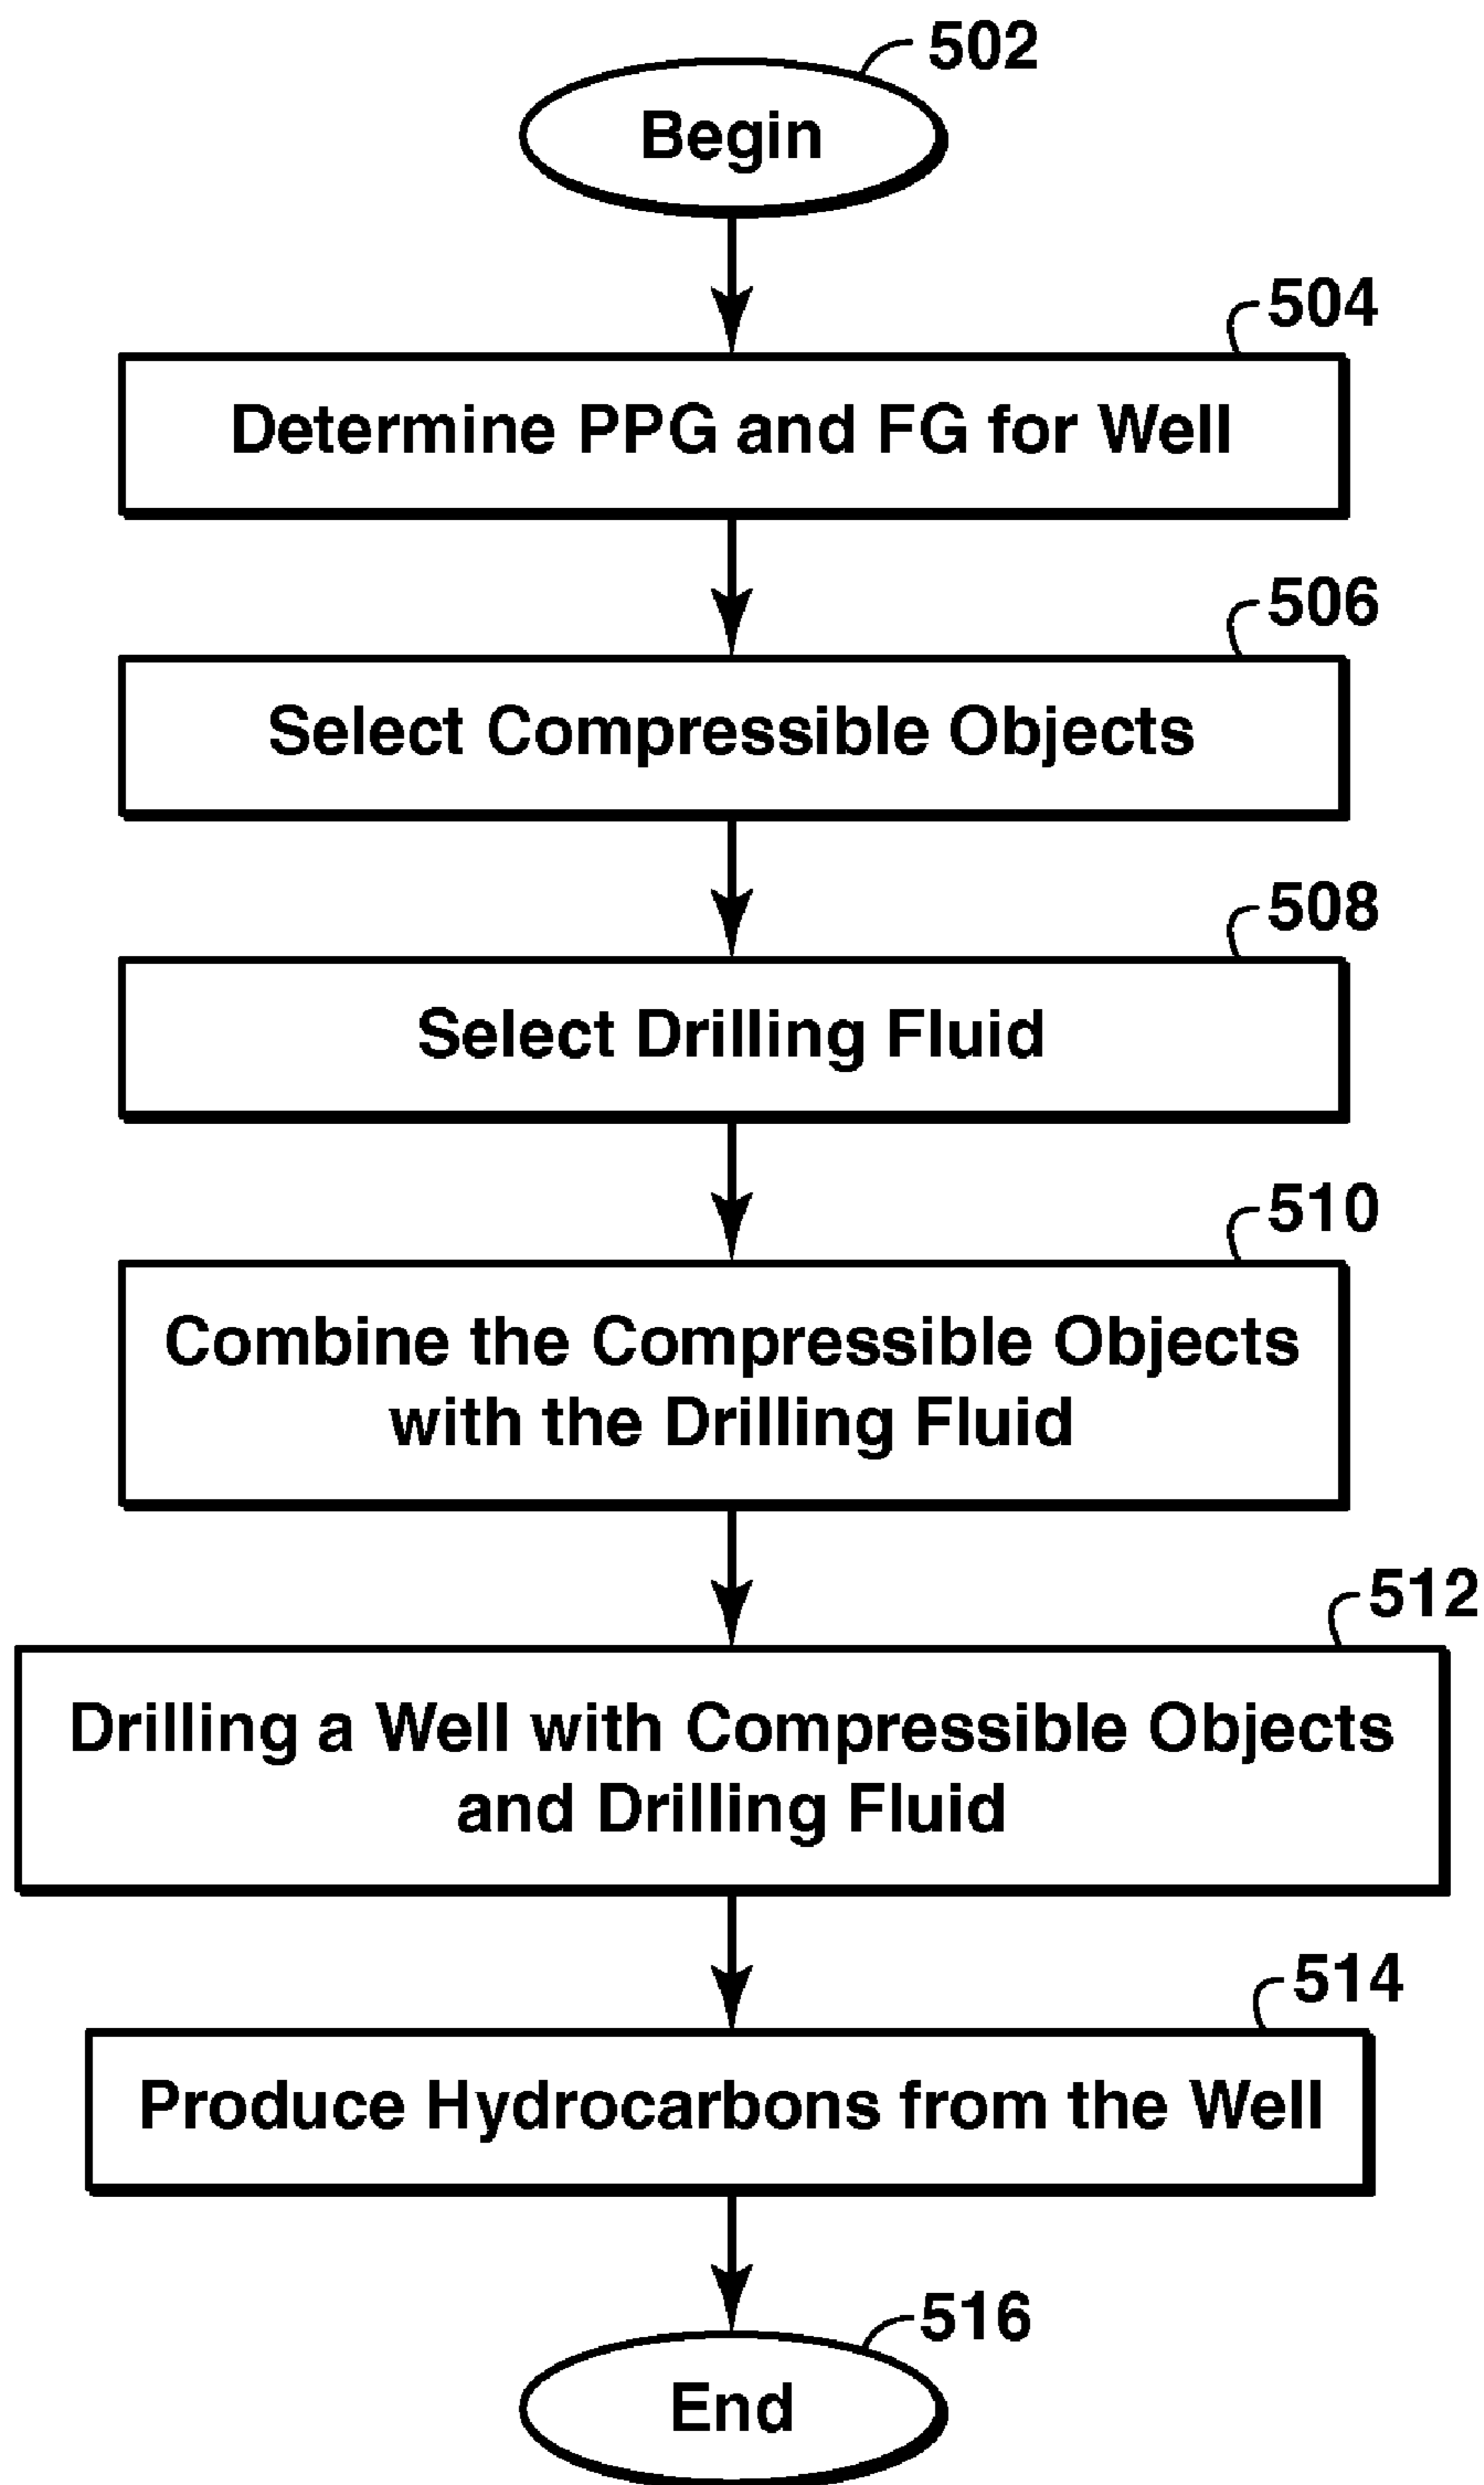 502
Begin
504
Determine PPG and FG for Well
506
Select Compressible Objects
508
Select Drilling Fluid
510
Combine the Compressible Objects
with the Drilling Fluid
512
Drilling a Well with Compressible Objects
and Drilling Fluid
514
Produce Hydrocarbons from the Well
516
End